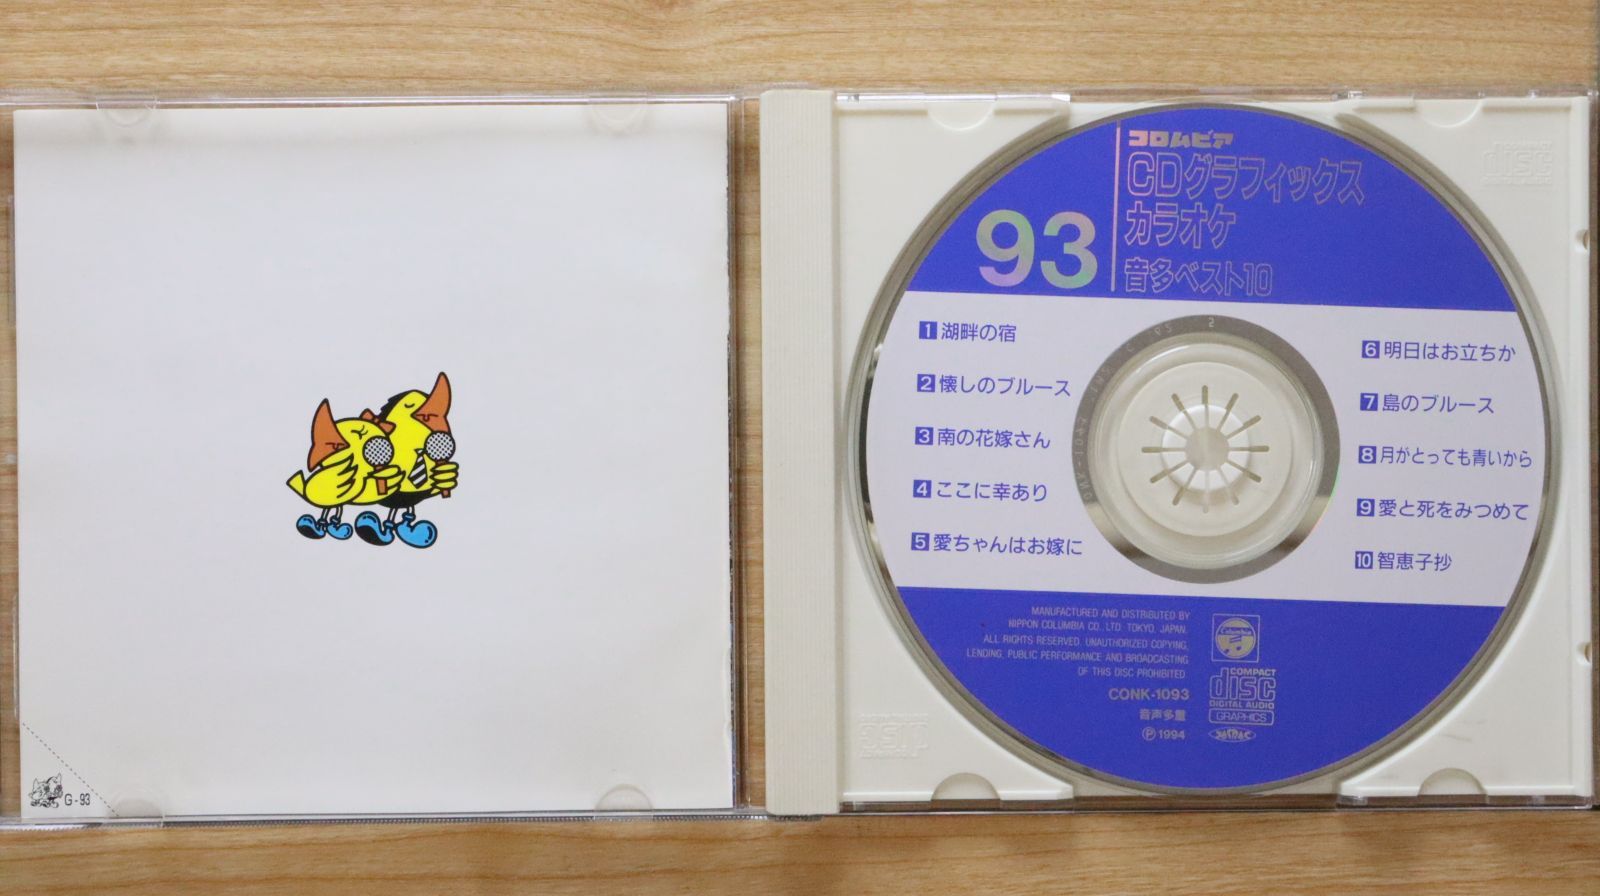 G-93
コロムビア
CDグラフィックス
カラオケ
93
音多ベスト10
1 湖畔の宿
2 懐しのブルース
3 南の花嫁さん
4 ここに幸あり
5 愛ちゃんはお嫁に
6 明日はお立ちか
7 島のブルース
8 月がとっても青いから
9 愛と死をみつめて
10 智恵子抄
MANUFACTURED AND DISTRIBUTED BY
NIPPON COLUMBIA CO., LTD. TOKYO, JAPAN.
ALL RIGHTS RESERVED. UNAUTHORIZED COPYING,
LENDING, PUBLIC PERFORMANCE AND BROADCASTING
OF THIS DISC PROHIBITED.
CONK-1093
音声多重
Ⓟ1994
Columbia
COMPACT
disc
DIGITAL AUDIO
GRAPHICS